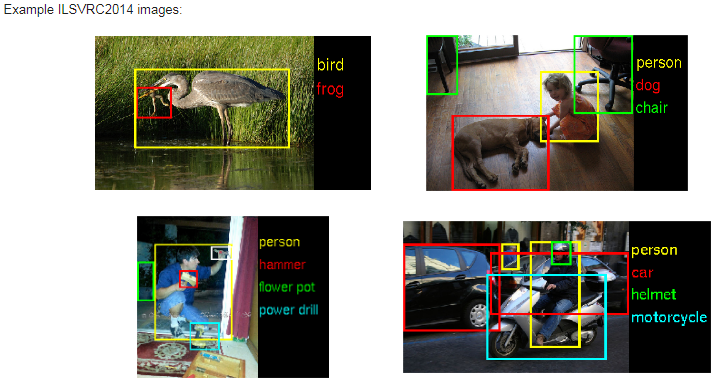 Example ILSVRC2014 images:
bird
frog
person
dog
chair
person
hammer
flower pot
power drill
person
car
helmet
motorcycle